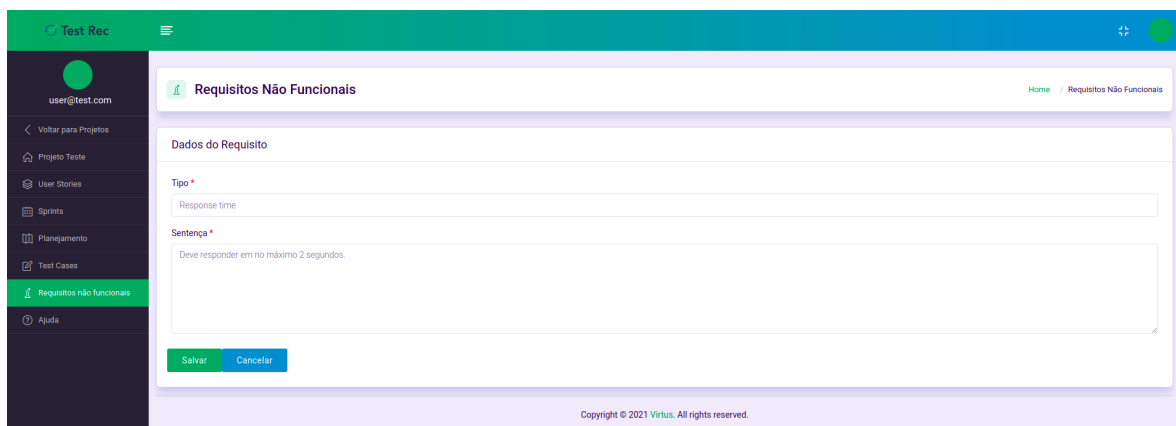 Test Rec
user@test.com
Voltar para Projetos
Projeto Teste
User Stories
Sprints
Planejamento
Test Cases
Requisitos não funcionais
Ajuda
Requisitos Não Funcionais
Home / Requisitos Não Funcionais
Dados do Requisito
Tipo *
Response time
Sentença *
Deve responder em no máximo 2 segundos.
Salvar Cancelar
Copyright © 2021 Virtus. All rights reserved.